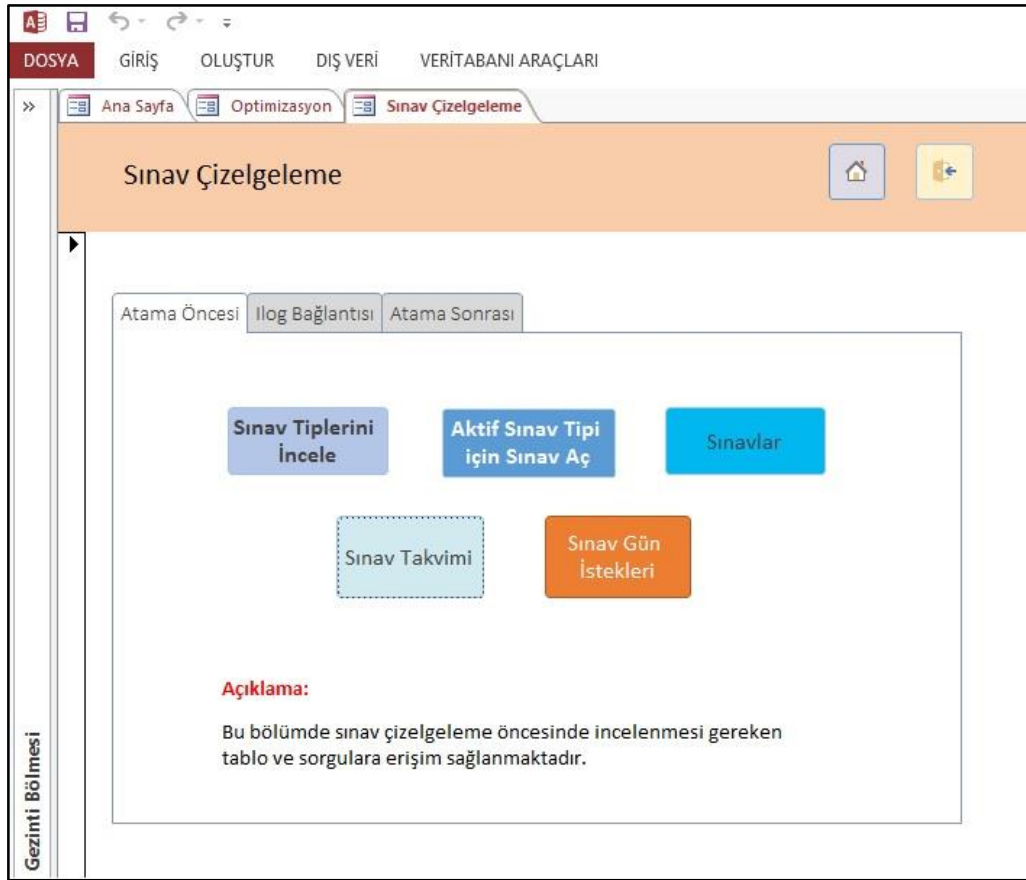 DOSYA GİRİŞ OLUŞTUR DIŞ VERİ VERİTABANI ARAÇLARI
Ana Sayfa Optimizasyon Sınav Çizelgeleme
Sınav Çizelgeleme
Atama Öncesi Ilog Bağlantısı Atama Sonrası
Sınav Tiplerini
İncele
Aktif Sınav Tipi
için Sınav Aç
Sınavlar
Sınav Takvimi
Sınav Gün
İstekleri
Açıklama:
Bu bölümde sınav çizelgeleme öncesinde incelenmesi gereken
tablo ve sorgulara erişim sağlanmaktadır.
Gezinti Bölmesi